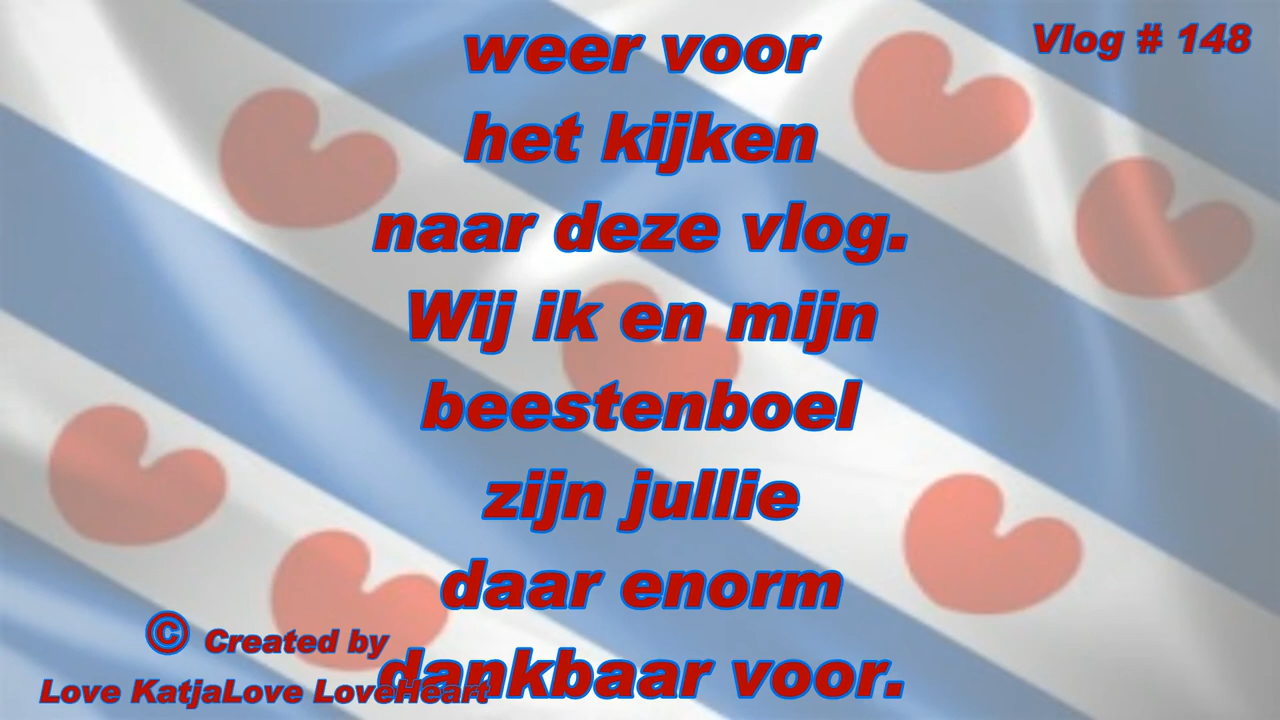 weer voor
Vlog # 148
het kijken
naar deze vlog.
Wij ik en mijn
beestenboel
zijn jullie
daar enorm
dankbaar voor.
© Created by
Love KatjaLove LoveHeart